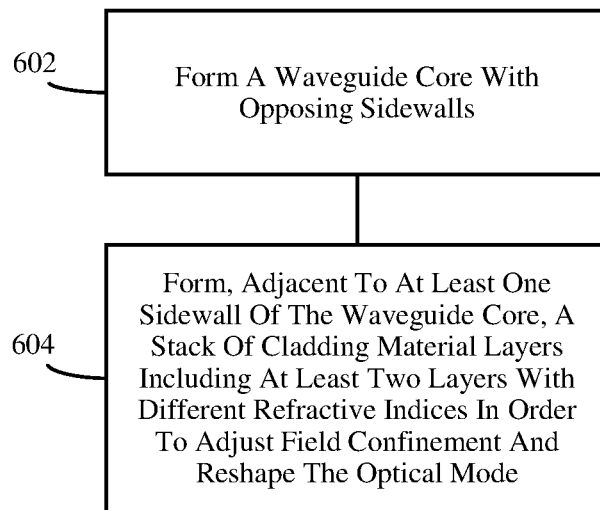 602
Form A Waveguide Core With
Opposing Sidewalls
604
Form, Adjacent To At Least One
Sidewall Of The Waveguide Core, A
Stack Of Cladding Material Layers
Including At Least Two Layers With
Different Refractive Indices In Order
To Adjust Field Confinement And
Reshape The Optical Mode